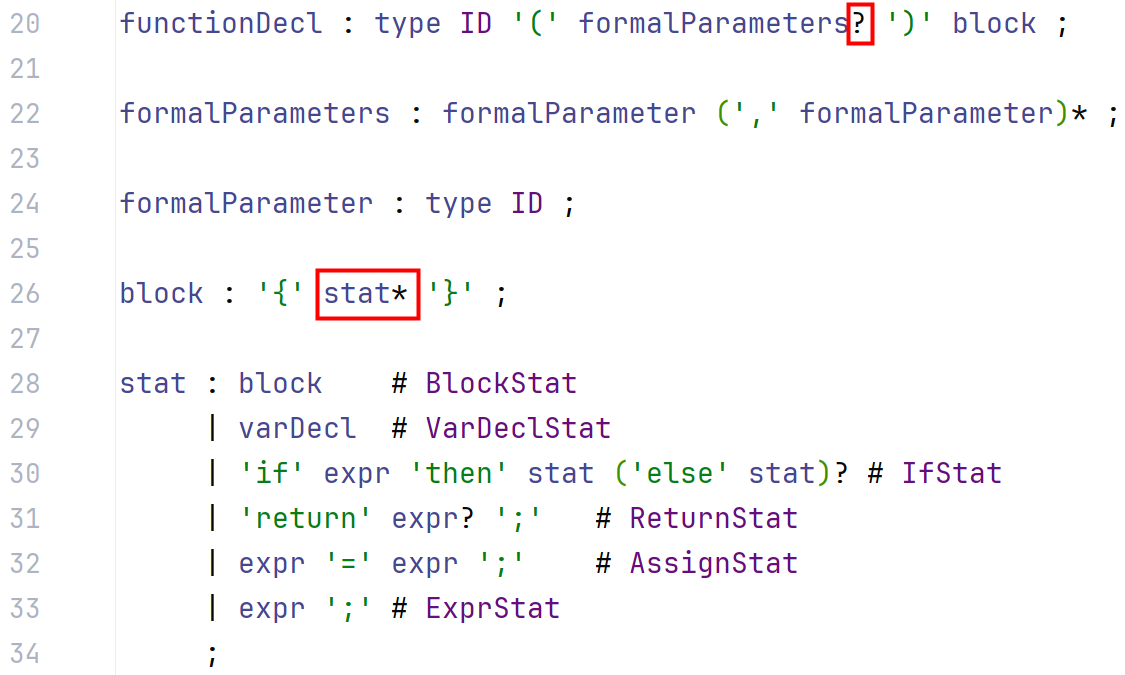 20 functionDecl : type ID '(' formalParameters? ')' block ;
21
22 formalParameters : formalParameter (',' formalParameter)* ;
23
24 formalParameter : type ID ;
25
26 block : '{' stat* '}' ;
27
28 stat : block # BlockStat
29 | varDecl # VarDeclStat
30 | 'if' expr 'then' stat ('else' stat)? # IfStat
31 | 'return' expr? ';' # ReturnStat
32 | expr '=' expr ';' # AssignStat
33 | expr ';' # ExprStat
34 ;